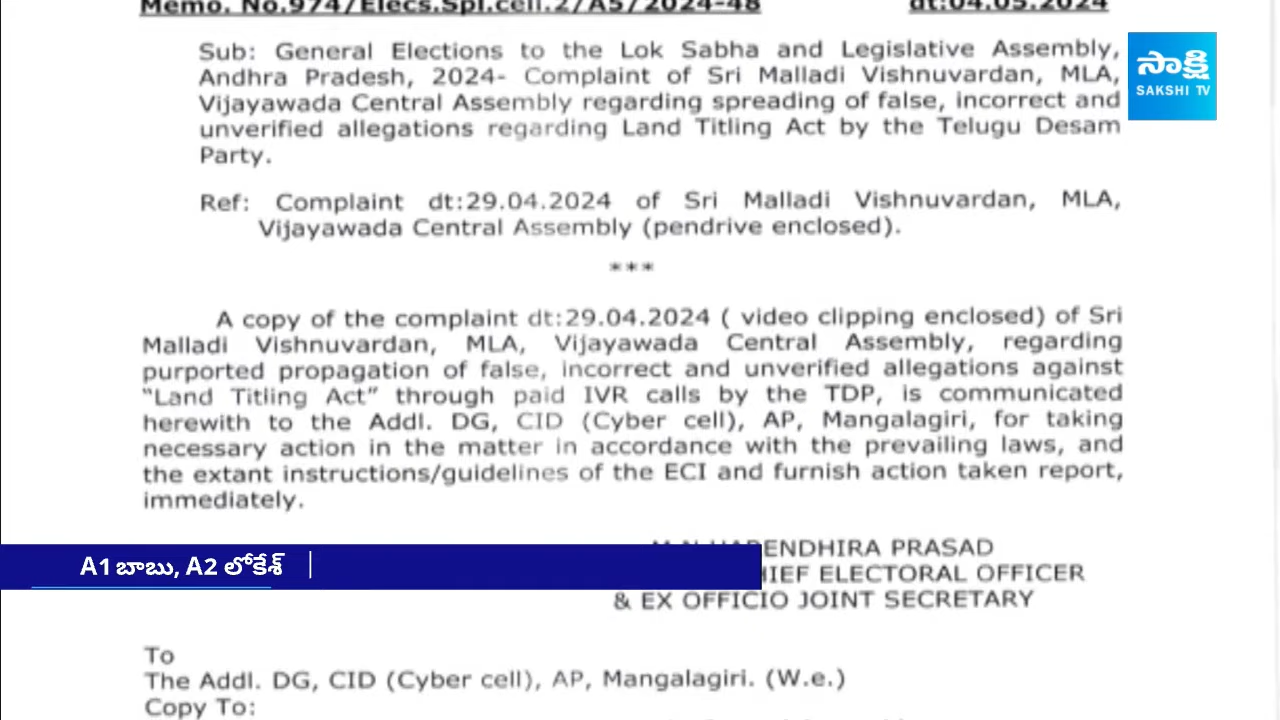 Memo. No.974/Elecs.Spl.cell.2/A5/2024-48 dt:04.05.2024
Sub: General Elections to the Lok Sabha and Legislative Assembly,
Andhra Pradesh, 2024- Complaint of Sri Malladi Vishnuvardan, MLA,
Vijayawada Central Assembly regarding spreading of false, incorrect and
unverified allegations regarding Land Titling Act by the Telugu Desam
Party.
సాక్షి
SAKSHI TV
Ref: Complaint dt:29.04.2024 of Sri Malladi Vishnuvardan, MLA,
Vijayawada Central Assembly (pendrive enclosed).
***
A copy of the complaint dt:29.04.2024 ( video clipping enclosed) of Sri
Malladi Vishnuvardan, MLA, Vijayawada Central Assembly, regarding
purported propagation of false, incorrect and unverified allegations against
"Land Titling Act" through paid IVR calls by the TDP, is communicated
herewith to the Addl. DG, CID (Cyber cell), AP, Mangalagiri, for taking
necessary action in the matter in accordance with the prevailing laws, and
the extant instructions/guidelines of the ECI and furnish action taken report,
immediately.
PRASAD
ELECTORAL OFFICER
& EX OFFICIO JOINT SECRETARY
A1 బాబు, A2 లోకేశ్
To
The Addl. DG, CID (Cyber cell), AP, Mangalagiri. (W.e.)
Copy To: